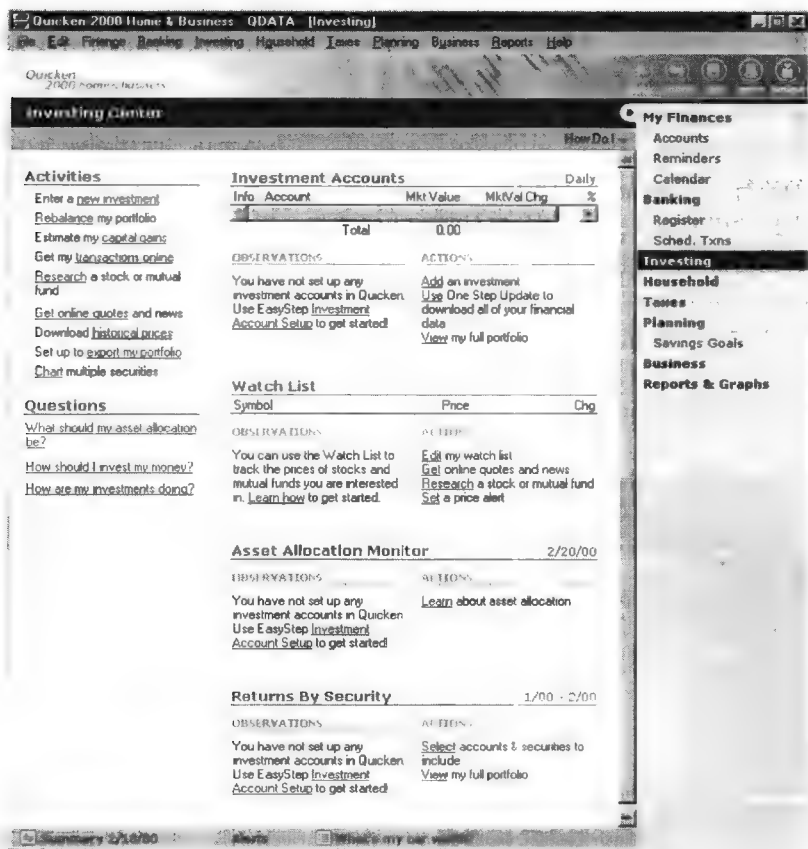 Quicken 2000 Home & Business - QDATA - [Investing]
File Edit Finance Banking Investing Household Taxes Planning Business Reports Help
Quicken
2000 home & business
Investing Center
How Do I
Activities
Enter a new investment
Rebalance my portfolio
Estimate my capital gains
Get my transactions online
Research a stock or mutual
fund
Get online quotes and news
Download historical prices
Set up to export my portfolio
Chart multiple securities
Questions
What should my asset allocation
be?
How should I invest my money?
How are my investments doing?
Investment Accounts Daily
Info Account Mkt Value MktVal Chg %
Total 0.00
OBSERVATIONS ACTIONS
You have not set up any
investment accounts in Quicken
Use EasyStep Investment
Account Setup to get started!
Add an investment
Use One Step Update to
download all of your financial
data
View my full portfolio
Watch List
Symbol Price Chg
OBSERVATIONS ACTIONS
You can use the Watch List to
track the prices of stocks and
mutual funds you are interested
in. Learn how to get started.
Edit my watch list
Get online quotes and news
Research a stock or mutual fund
Set a price alert
Asset Allocation Monitor 2/20/00
OBSERVATIONS ACTIONS
You have not set up any
investment accounts in Quicken
Use EasyStep Investment
Account Setup to get started!
Learn about asset allocation
Returns By Security 1/00 - 2/00
OBSERVATIONS ACTIONS
You have not set up any
investment accounts in Quicken
Use EasyStep Investment
Account Setup to get started!
Select accounts & securities to
include
View my full portfolio
My Finances
Accounts
Reminders
Calendar
Banking
Register
Sched. Txns
Investing
Household
Taxes
Planning
Savings Goals
Business
Reports & Graphs
Summary Alerts What's my